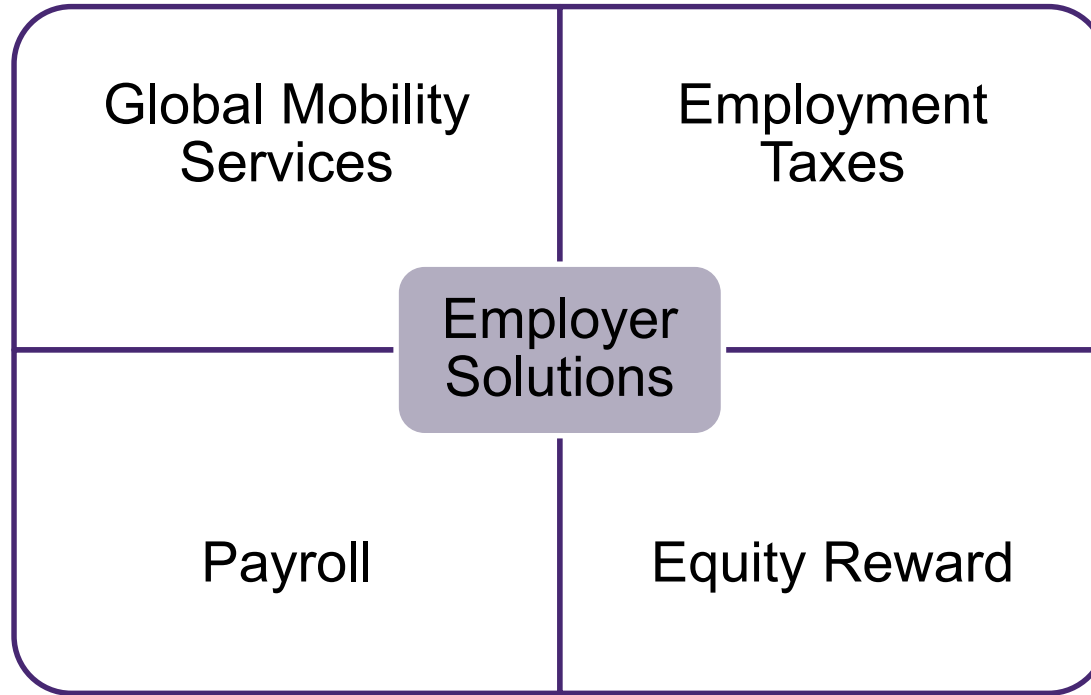 Global Mobility
Services
Employment
Taxes
Employer
Solutions
Payroll
Equity Reward